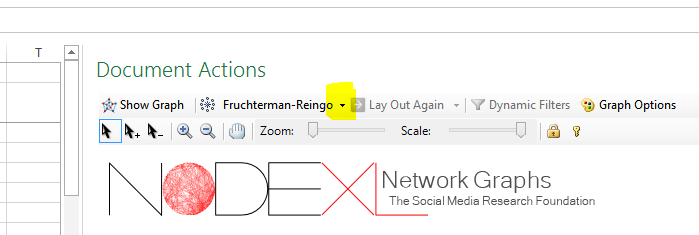 T
Document Actions
Show Graph Fruchterman-Reingo Lay Out Again Dynamic Filters Graph Options
Zoom: Scale:
NODEXL Network Graphs
The Social Media Research Foundation